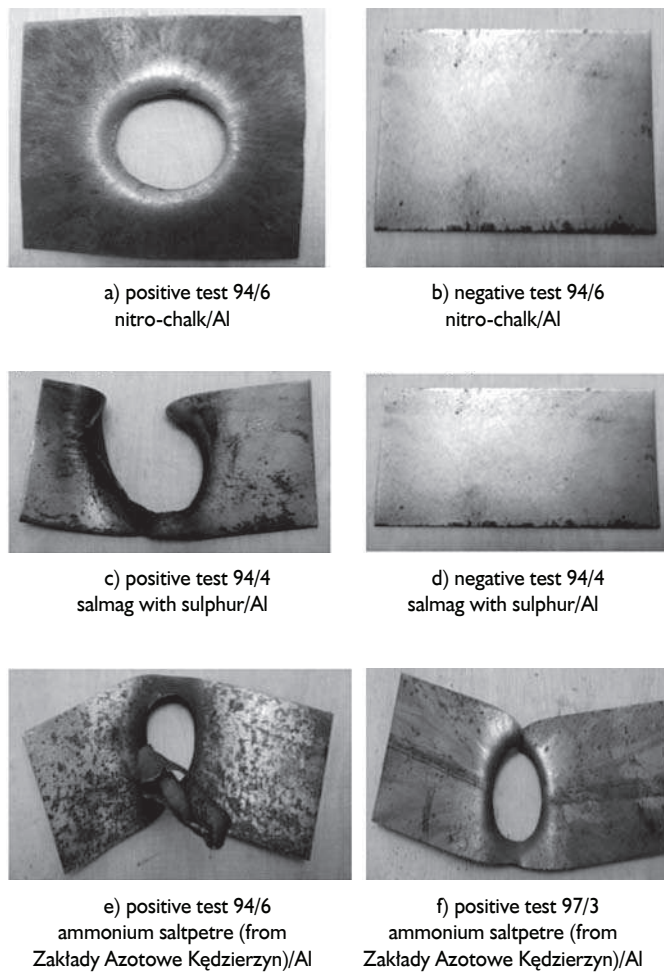 a) positive test 94/6
nitro-chalk/Al
b) negative test 94/6
nitro-chalk/Al
c) positive test 94/4
salmag with sulphur/Al
d) negative test 94/4
salmag with sulphur/Al
e) positive test 94/6
ammonium saltpetre (from
Zakłady Azotowe Kędzierzyn)/Al
f) positive test 97/3
ammonium saltpetre (from
Zakłady Azotowe Kędzierzyn)/Al